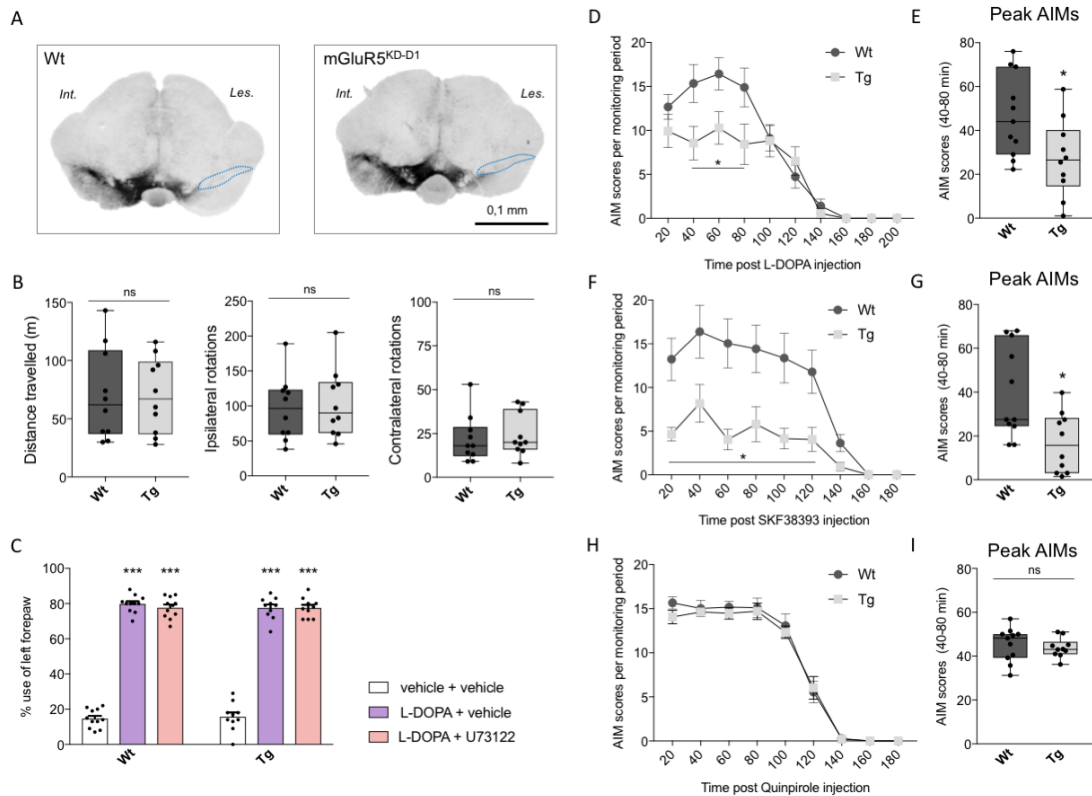 A
Wt
Int.
Les.
mGluR5KD-D1
Int.
Les.
0,1 mm
B
ns
Distance travelled (m)
150
100
50
0
Wt
Tg
ns
Ipsilateral rotations
250
200
150
100
50
0
Wt
Tg
ns
Contralateral rotations
100
75
50
25
0
Wt
Tg
C
% use of left forepaw
100
80
60
40
20
0
***
***
***
***
Wt
Tg
vehicle + vehicle
L-DOPA + vehicle
L-DOPA + U73122
D
AIM scores per monitoring period
20
15
10
5
0
Wt
Tg
*
20
40
60
80
100
120
140
160
180
200
Time post L-DOPA injection
E
Peak AIMs
AIM scores (40-80 min)
80
60
40
20
0
*
Wt
Tg
F
AIM scores per monitoring period
20
15
10
5
0
Wt
Tg
*
20
40
60
80
100
120
140
160
180
Time post SKF38393 injection
G
Peak AIMs
AIM scores (40-80 min)
80
60
40
20
0
*
Wt
Tg
H
AIM scores per monitoring period
20
15
10
5
0
Wt
Tg
20
40
60
80
100
120
140
160
180
Time post Quinpirole injection
I
Peak AIMs
AIM scores (40-80 min)
80
60
40
20
0
ns
Wt
Tg